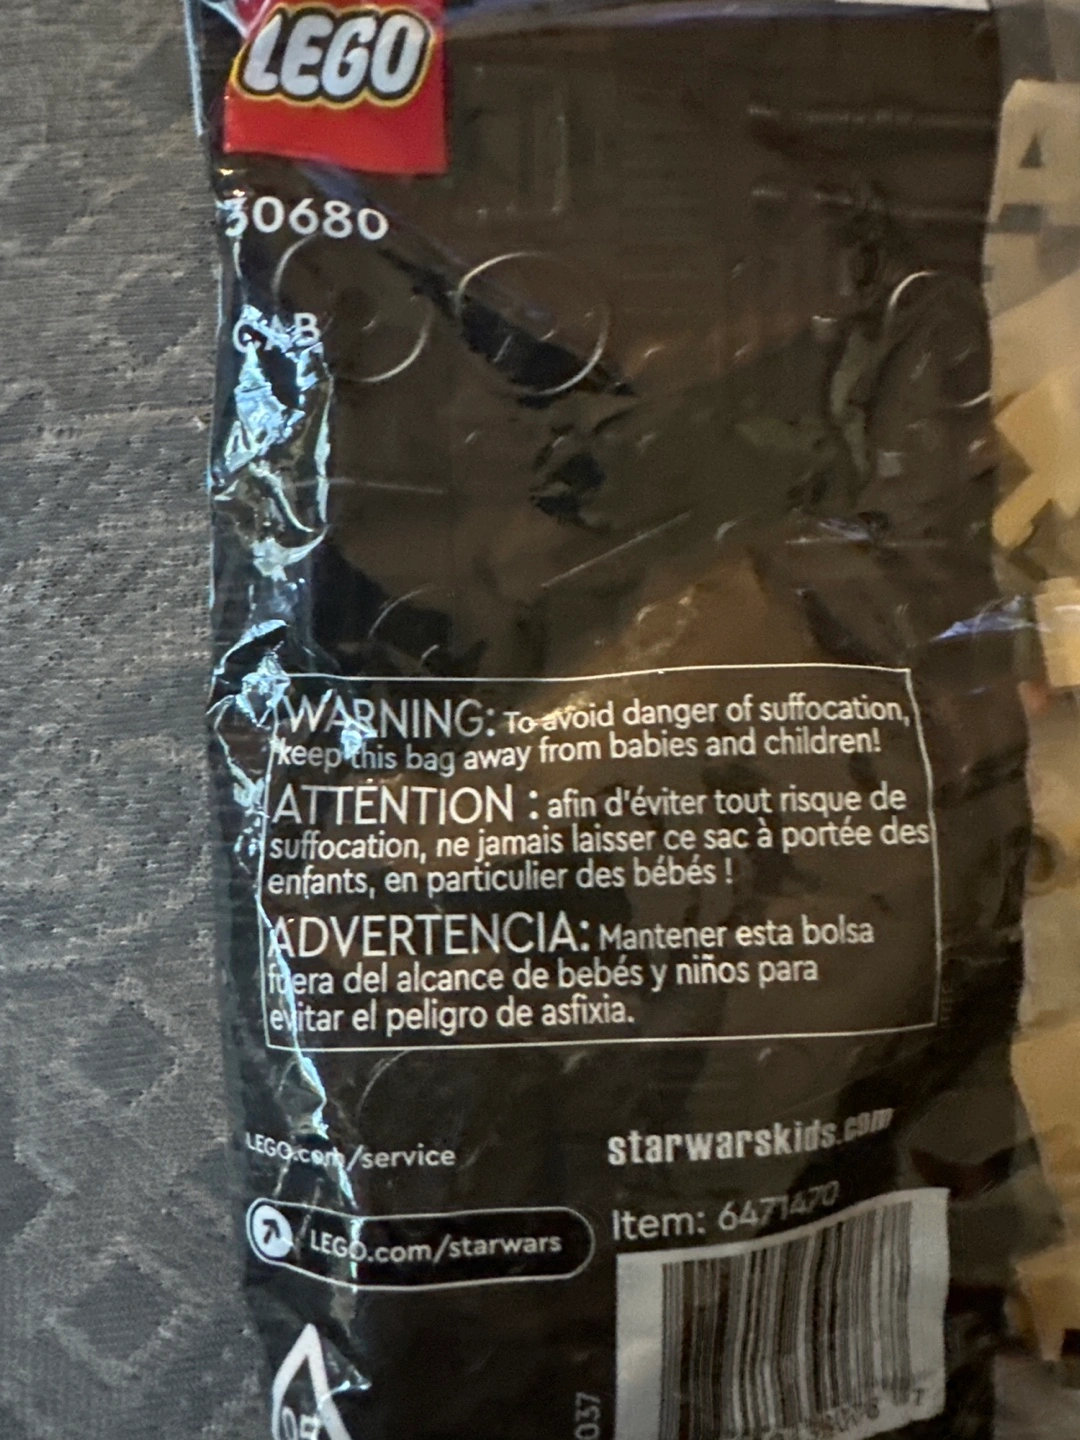 LEGO
30680
WARNING: To avoid danger of suffocation,
keep this bag away from babies and children!
ATTENTION : afin d'éviter tout risque de
suffocation, ne jamais laisser ce sac à portée des
enfants, en particulier des bébés !
ADVERTENCIA: Mantener esta bolsa
fuera del alcance de bebés y niños para
evitar el peligro de asfixia.
LEGO.com/service
starwarskids.com
Item: 6471470
LEGO.com/starwars
037